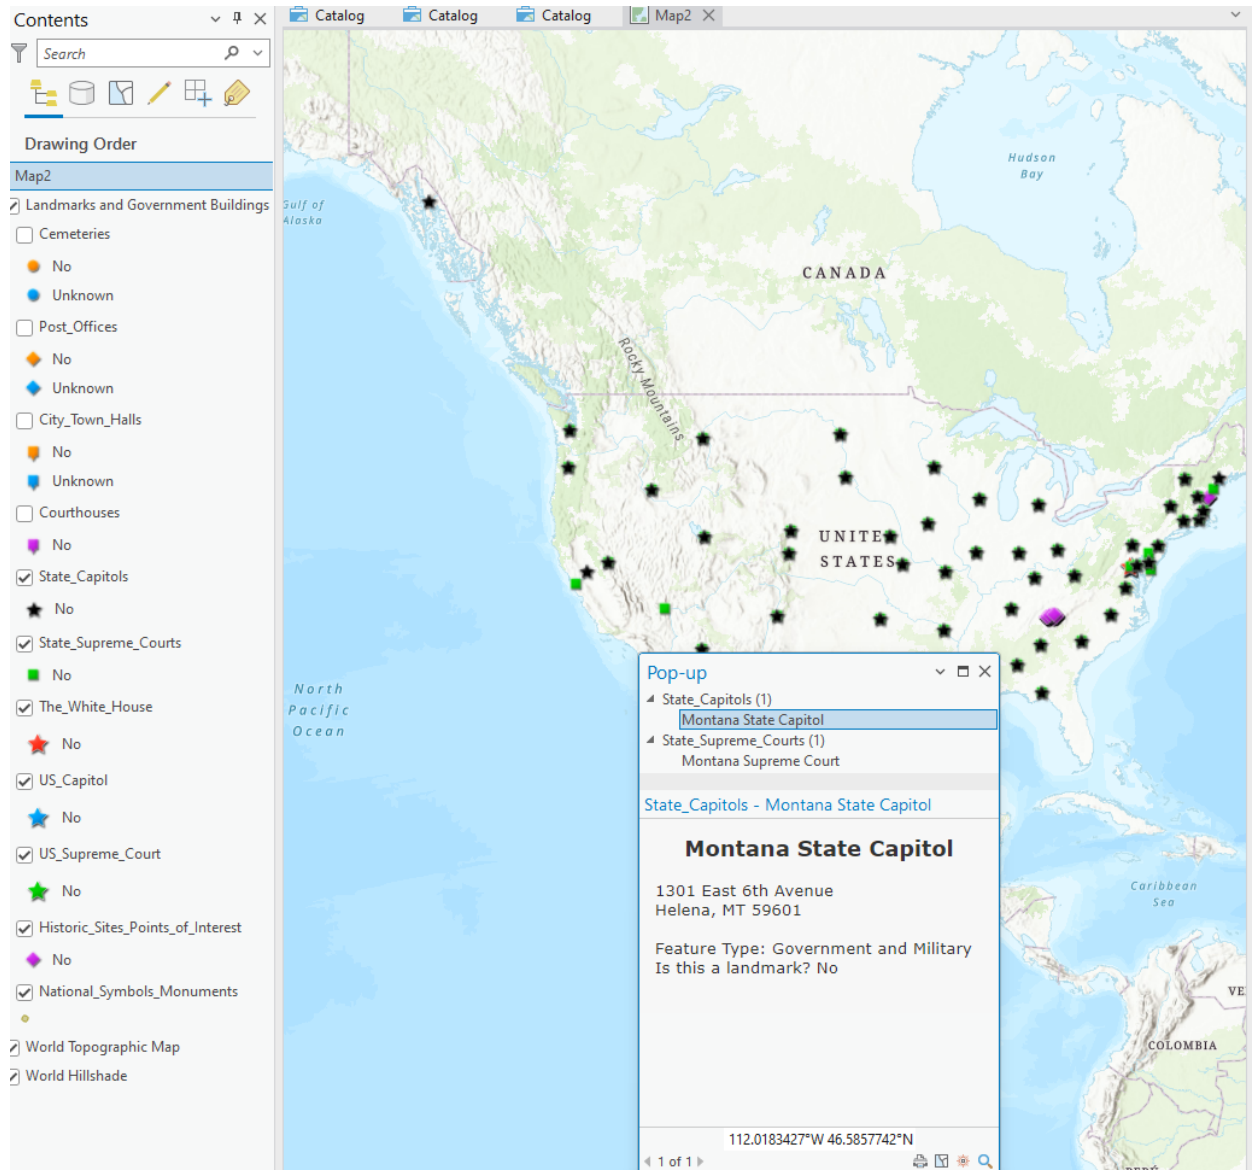 Contents
Catalog
Catalog
Catalog
Map2
Search
Drawing Order
Map2
Landmarks and Government Buildings
Cemeteries
No
Unknown
Post_Offices
No
Unknown
City_Town_Halls
No
Unknown
Courthouses
No
State_Capitols
No
State_Supreme_Courts
No
The_White_House
No
US_Capitol
No
US_Supreme_Court
No
Historic_Sites_Points_of_Interest
No
National_Symbols_Monuments
World Topographic Map
World Hillshade
Gulf of
Alaska
Hudson
Bay
CANADA
Rocky Mountains
UNITE
STATES
North
Pacific
Ocean
Caribbean
Sea
VE
COLOMBIA
PERÚ
Pop-up
State_Capitols (1)
Montana State Capitol
State_Supreme_Courts (1)
Montana Supreme Court
State_Capitols - Montana State Capitol
Montana State Capitol
1301 East 6th Avenue
Helena, MT 59601
Feature Type: Government and Military
Is this a landmark? No
112.0183427°W 46.5857742°N
1 of 1